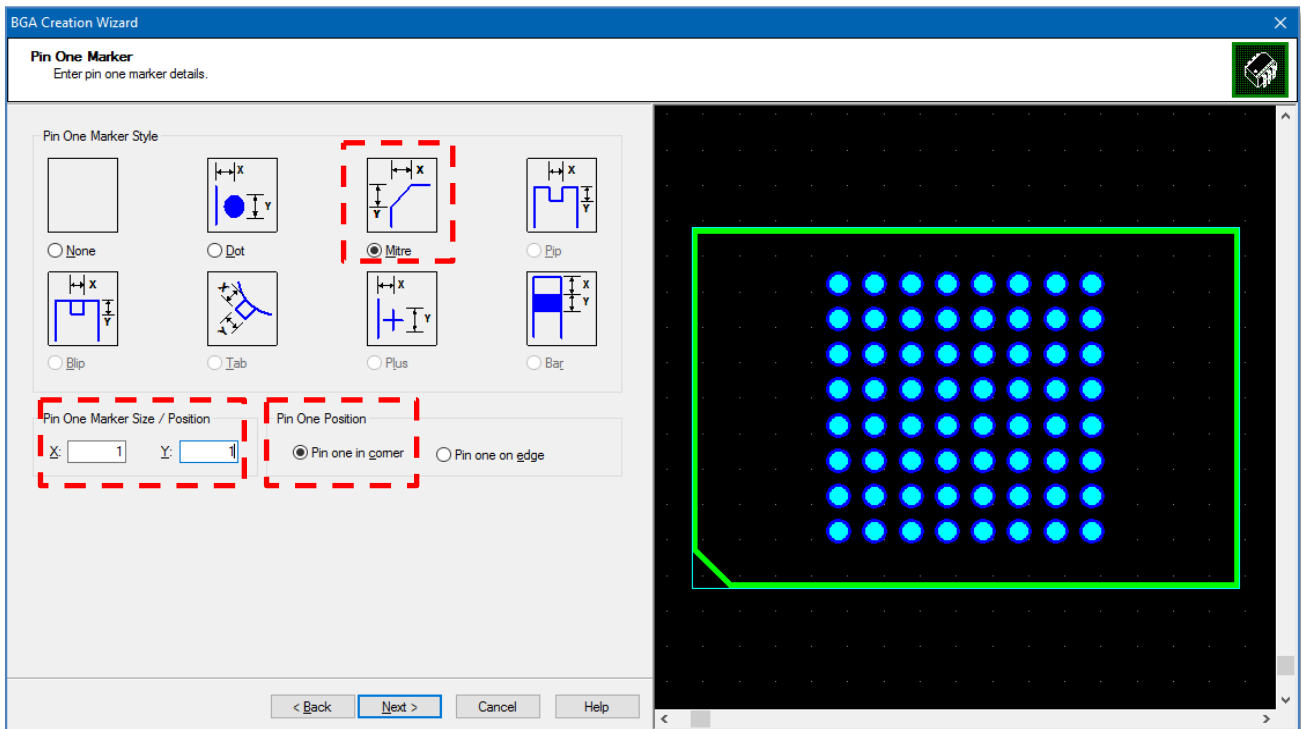 BGA Creation Wizard
Pin One Marker
Enter pin one marker details.
Pin One Marker Style
X
Y
X
Y
X
Y
None
Dot
Mitre
Pip
X
Y
X
Y
X
Y
X
Y
Blip
Tab
Plus
Bar
Pin One Marker Size / Position
Pin One Position
X: 1 Y: 1
Pin one in corner
Pin one on edge
< Back
Next >
Cancel
Help